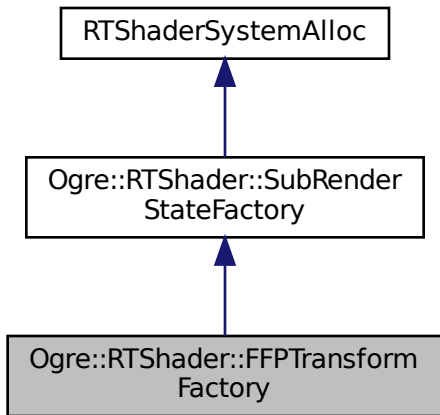 RTShaderSystemAlloc
Ogre::RTShader::SubRender
StateFactory
Ogre::RTShader::FFPTransform
Factory